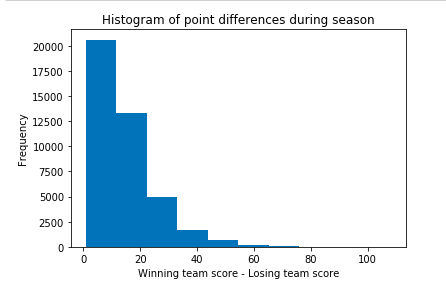 Histogram of point differences during season
Frequency
20000
17500
15000
12500
10000
7500
5000
2500
0
0 20 40 60 80 100
Winning team score - Losing team score